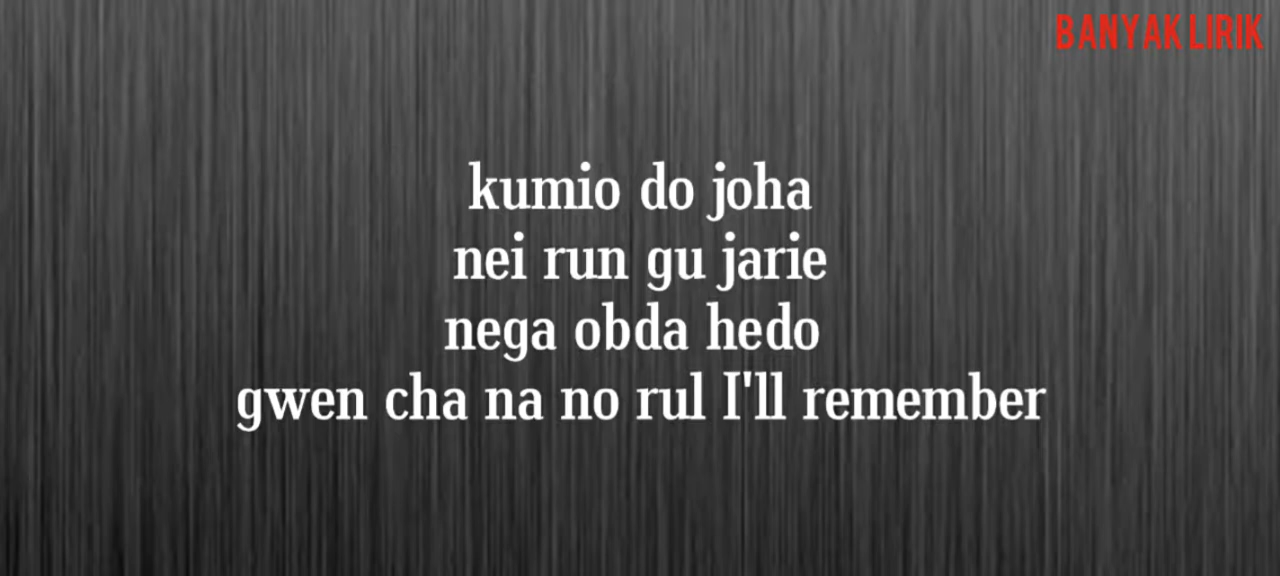 BANYAK LIRIK
kumio do joha
nei run gu jarie
nega obda hedo
gwen cha na no rul I'll remember